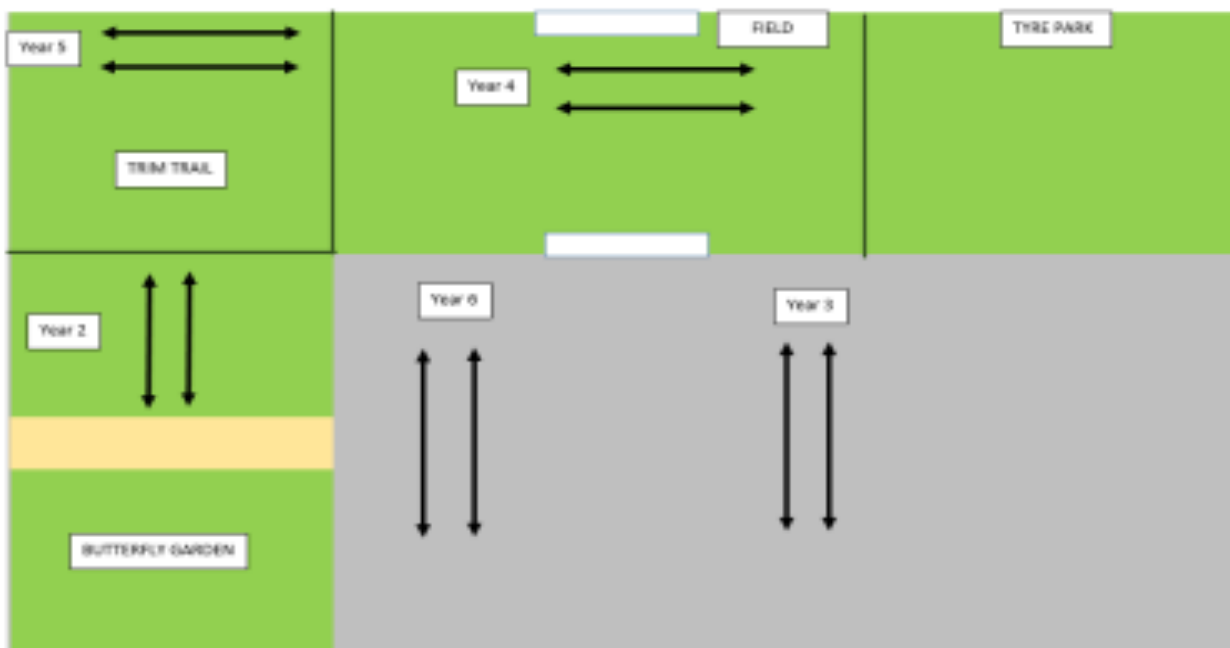 Year 5
FIELD
TYRE PARK
Year 4
TRIM TRAIL
Year 2
Year 6
Year 3
BUTTERFLY GARDEN